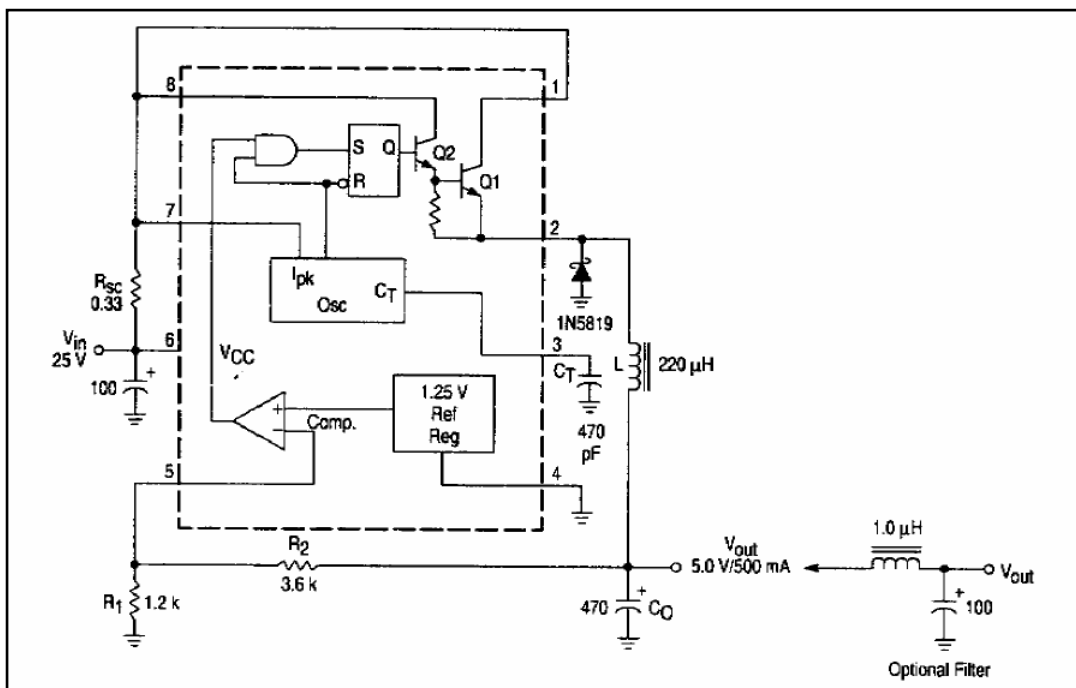 8
1
S Q
R
Q2
Q1
7
2
Ipk
Osc
CT
Rsc
0.33
1N5819
Vin
25 V
6
VCC
3
CT
470
pF
L
220 µH
100
+
1.25 V
Ref
Reg
+
−
Comp.
5
4
R2
3.6 k
R1
1.2 k
Vout
5.0 V/500 mA
1.0 µH
Vout
470
+
CO
+
100
Optional Filter